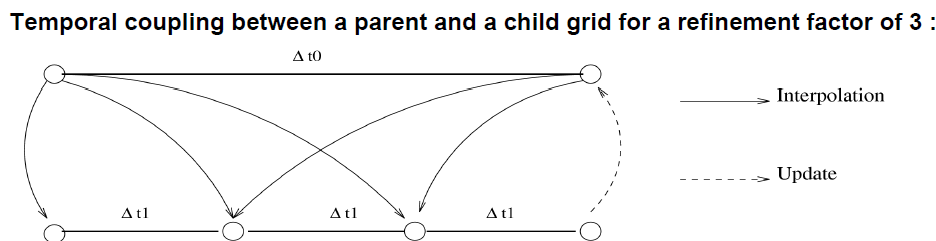 Temporal coupling between a parent and a child grid for a refinement factor of 3 :
Δ t0
Interpolation
Update
Δ t1 Δ t1 Δ t1